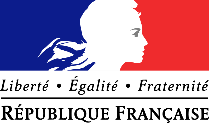 Liberté • Égalité • Fraternité
RÉPUBLIQUE FRANÇAISE